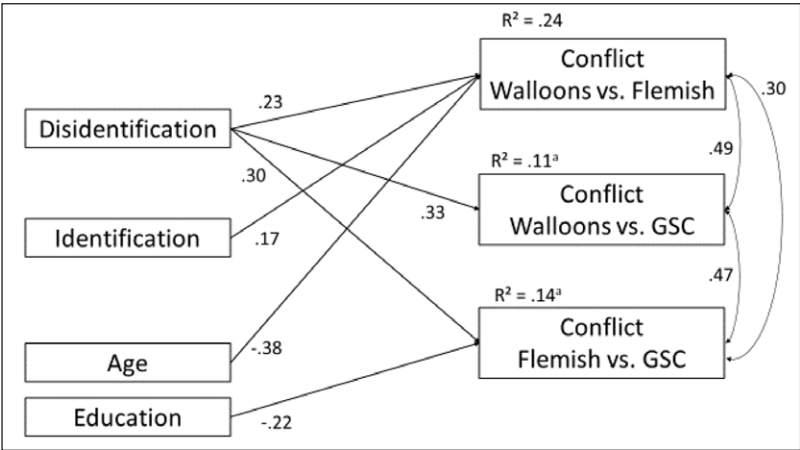 R² = .24
Conflict
Walloons vs. Flemish
.30
.23
Disidentification
.49
R² = .11ᵃ
.30
Conflict
Walloons vs. GSC
.33
Identification
.17
.47
R² = .14ᵃ
Conflict
Flemish vs. GSC
-.38
Age
Education
-.22